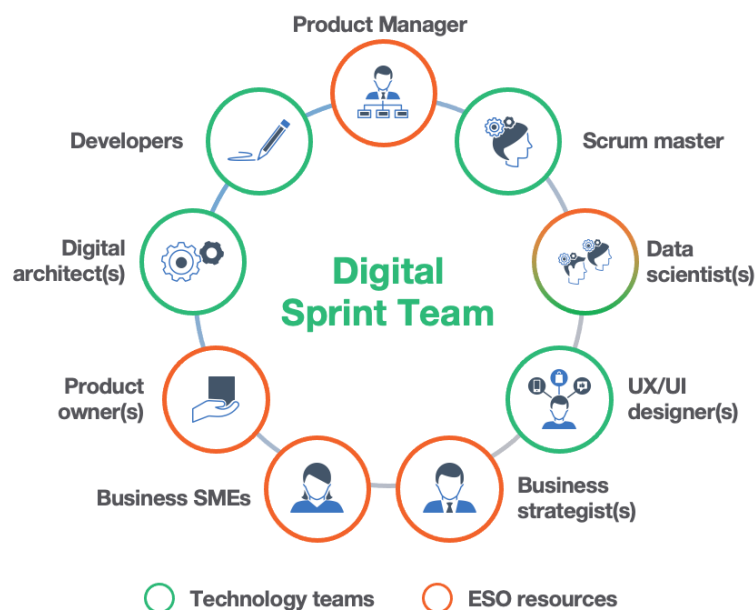 Product Manager
Developers
Scrum master
Digital
architect(s)
Digital
Sprint Team
Data
scientist(s)
Product
owner(s)
UX/UI
designer(s)
Business SMEs
Business
strategist(s)
Technology teams
ESO resources